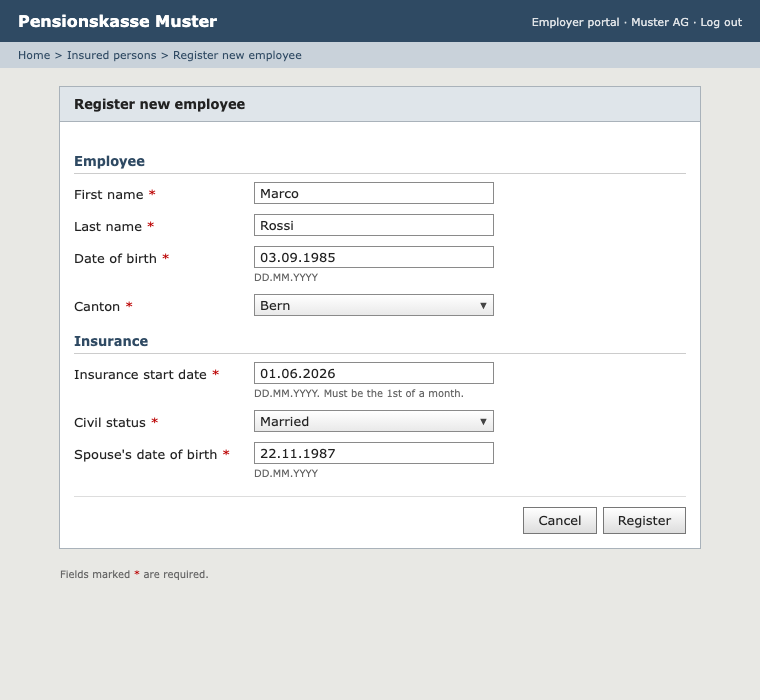 Pensionskasse Muster
Employer portal · Muster AG · Log out
Home > Insured persons > Register new employee
Register new employee
Employee
First name * Marco
Last name * Rossi
Date of birth * 03.09.1985
DD.MM.YYYY
Canton * Bern ▼
Insurance
Insurance start date * 01.06.2026
DD.MM.YYYY. Must be the 1st of a month.
Civil status * Married ▼
Spouse's date of birth * 22.11.1987
DD.MM.YYYY
Cancel Register
Fields marked * are required.